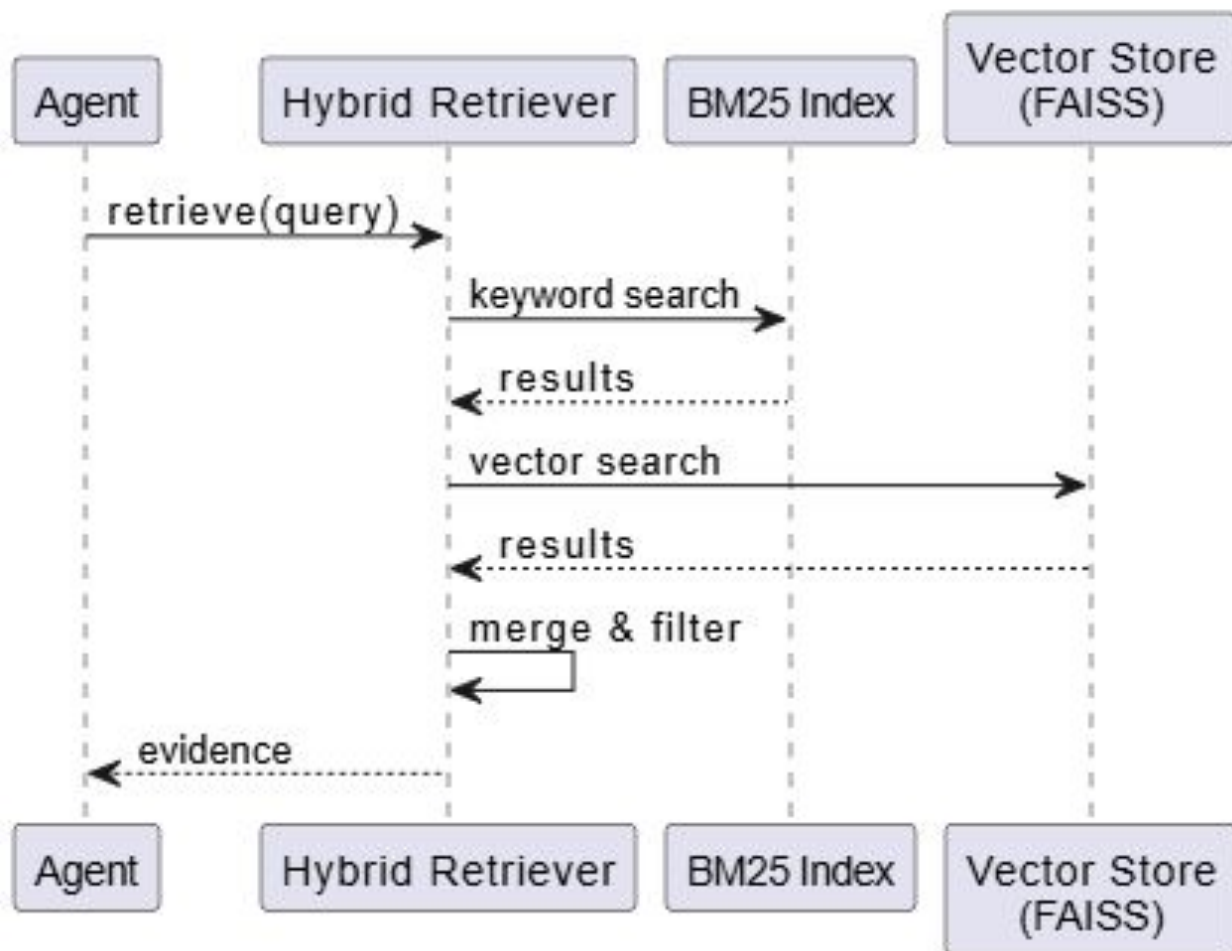 Agent
Hybrid Retriever
BM25 Index
Vector Store
(FAISS)
retrieve(query)
keyword search
results
vector search
results
merge & filter
evidence
Agent
Hybrid Retriever
BM25 Index
Vector Store
(FAISS)